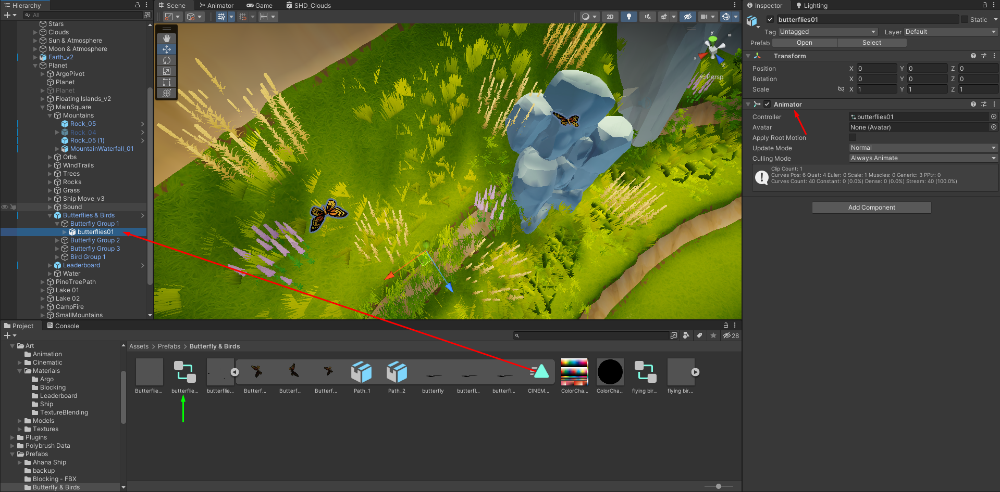 Hierarchy
All
Stars
Clouds
Sun & Atmosphere
Moon & Atmosphere
Earth_v2
Planet
ArgoPivot
Planet
Planet
Floating Islands_v2
MainSquare
Mountains
Rock_05
Rock_04
Rock_05 (1)
MountainWaterfall_01
Orbs
WindTrails
Trees
Rocks
Grass
Ship Move_v3
Sound
Butterflies & Birds
Butterfly Group 1
butterflies01
Butterfly Group 2
Butterfly Group 3
Bird Group 1
Leaderboard
Water
PineTreePath
Lake 01
Lake 02
CampFire
SmallMountains
Scene Animator Game SHD_Clouds
2D
y
x
Persp
Inspector Lighting
butterflies01 Static
Tag Untagged Layer Default
Prefab Open Select
Transform
Position X 0 Y 0 Z 0
Rotation X 0 Y 0 Z 0
Scale X 1 Y 1 Z 1
Animator
Controller butterflies01
Avatar None (Avatar)
Apply Root Motion
Update Mode Normal
Culling Mode Always Animate
Clip Count: 1
Curves Pos: 6 Quat: 4 Euler: 0 Scale: 1 Muscles: 0 Generic: 3 PPtr: 0
Curves Count: 40 Constant: 0 (0.0%) Dense: 0 (0.0%) Stream: 40 (100.0%)
Add Component
Project Console
28
Art
Animation
Cinematic
Materials
Argo
Blocking
Leaderboard
Ship
TextureBlending
Models
Textures
Plugins
Polybrush Data
Prefabs
Ahana Ship
backup
Blocking - FBX
Butterfly & Birds
Assets > Prefabs > Butterfly & Birds
Butterflie... butterflie... butterflie... Butterf... Butterf... Butterf... Path_1 Path_2 butterfly butterfl... butterfl... CINEM... ColorCha... ColorCha... flying bir... flying bir...